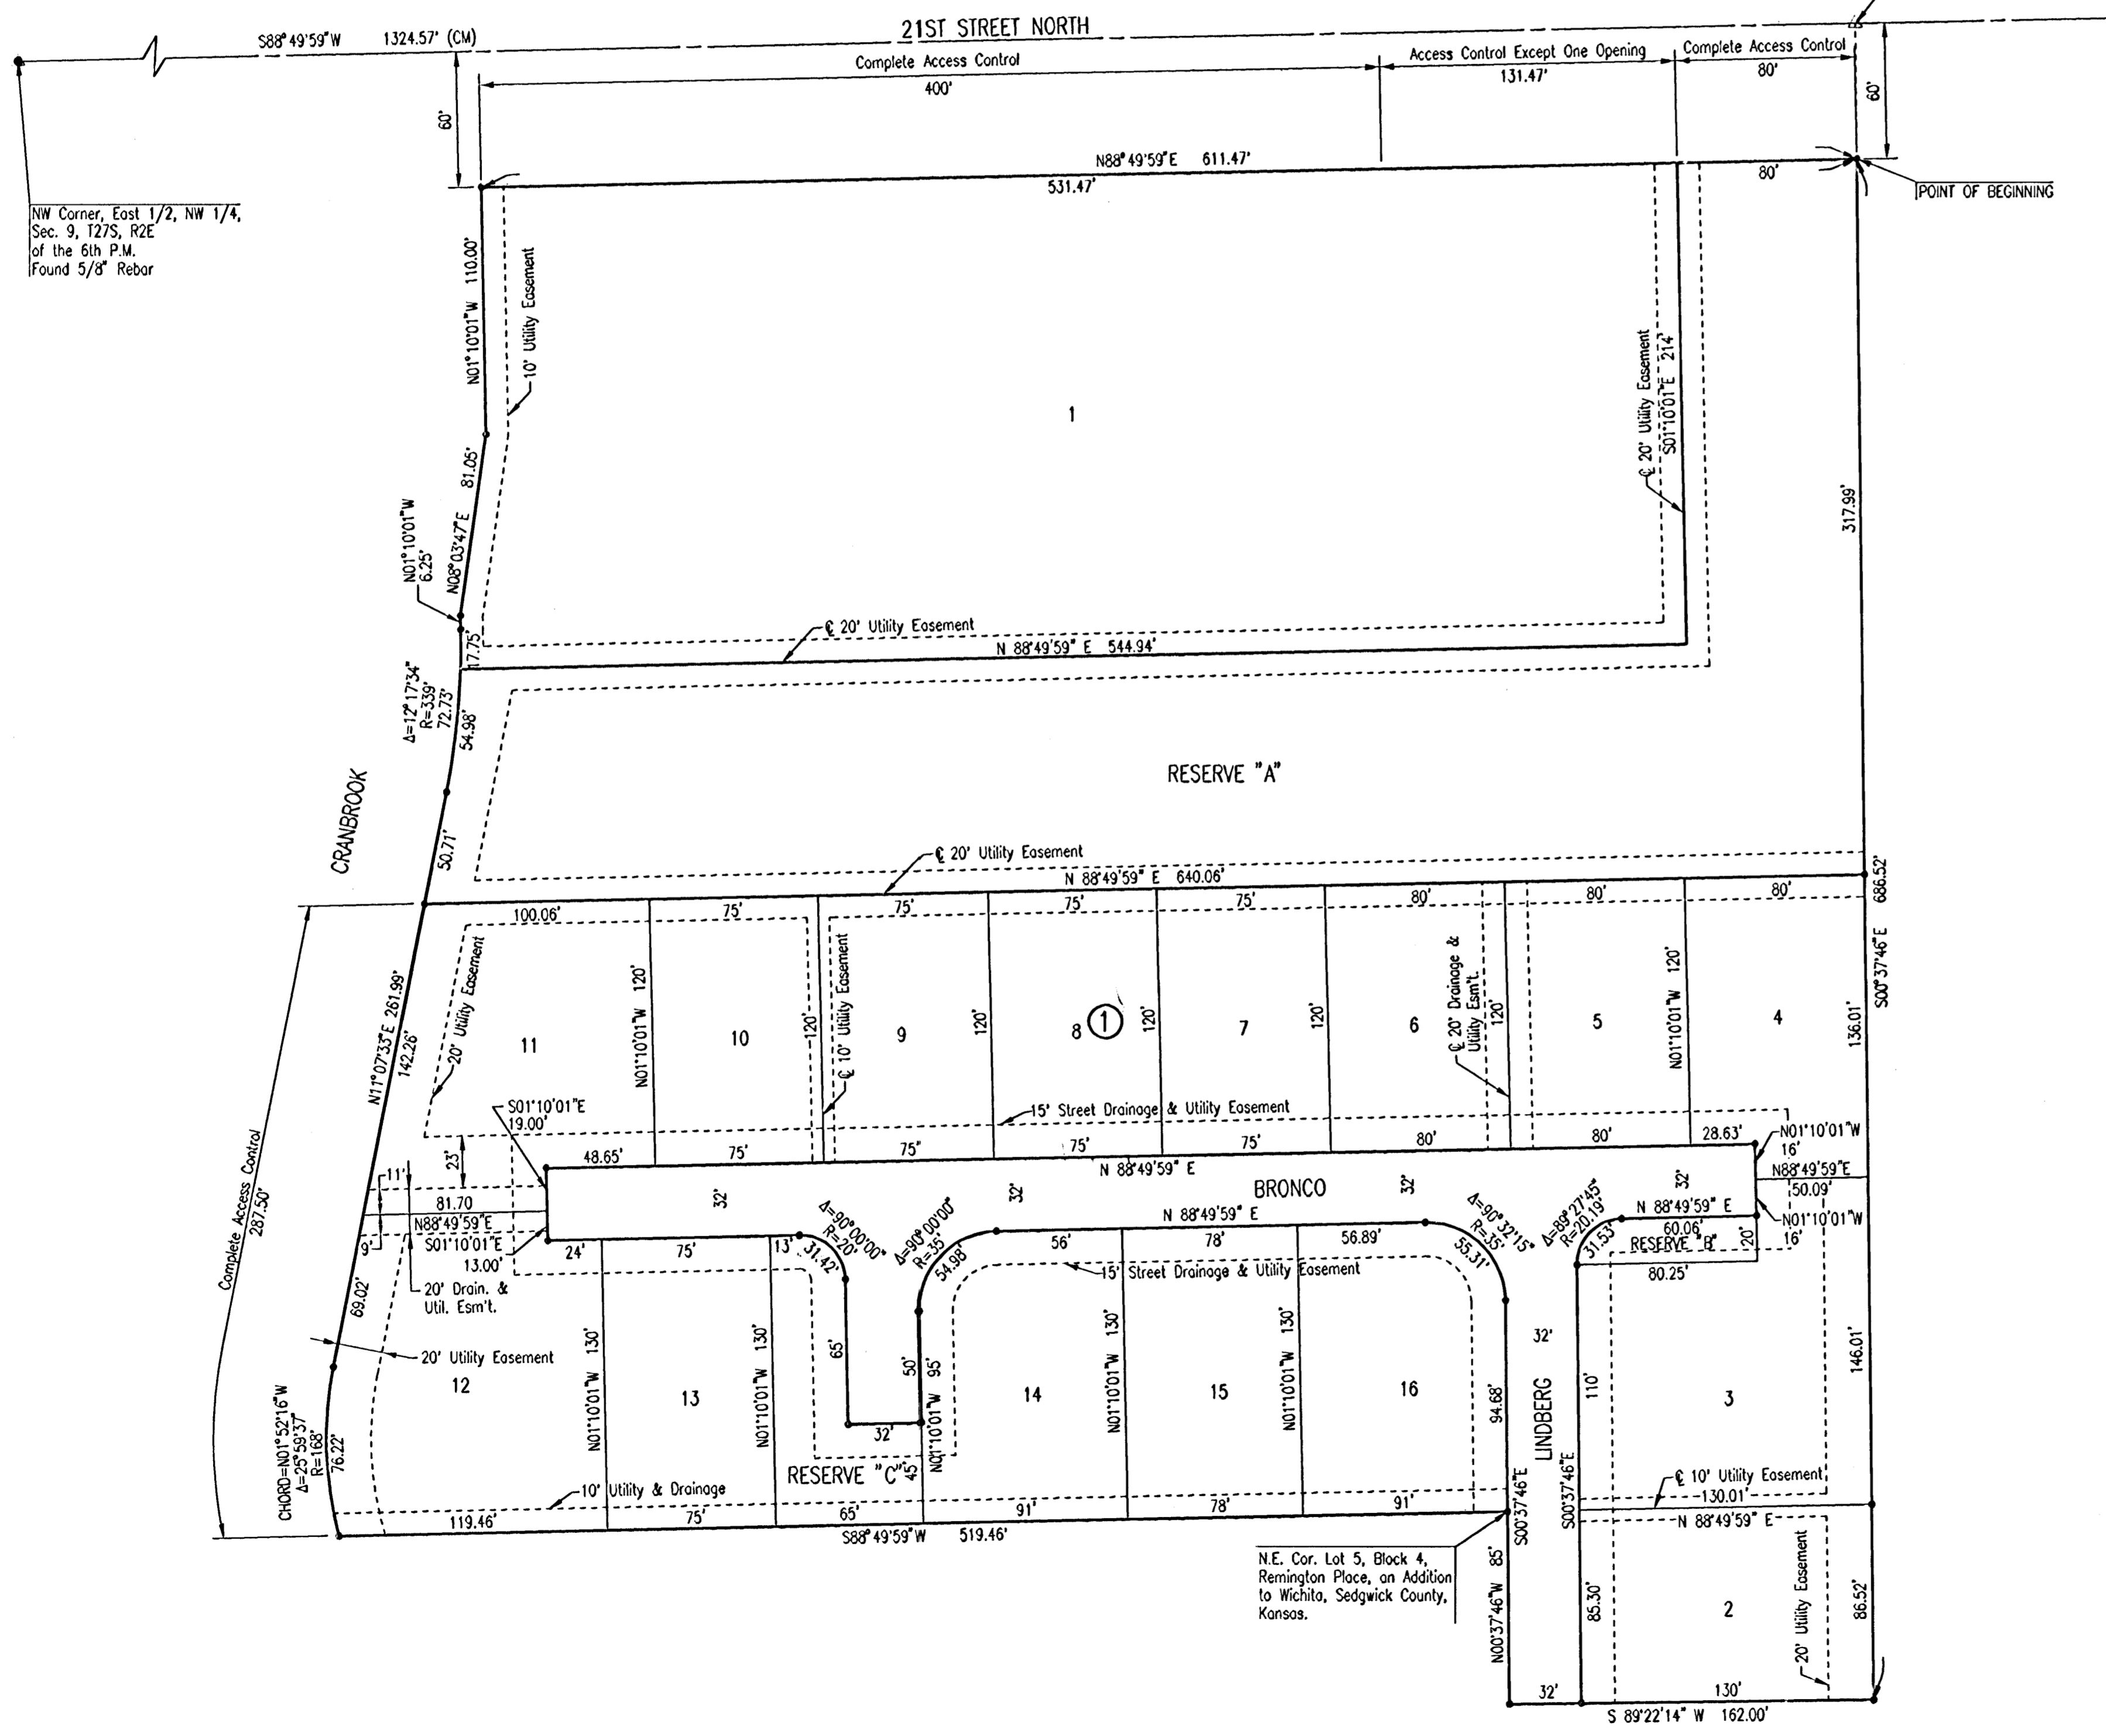 21ST STREET NORTH
S88°49'59"W 1324.57' (CM)
Complete Access Control
400'
Access Control Except One Opening
131.47'
Complete Access Control
80'
60'
60'
N88°49'59"E 611.47'
531.47'
80'
POINT OF BEGINNING
NW Corner, East 1/2, NW 1/4,
Sec. 9, T27S, R2E
of the 6th P.M.
Found 5/8" Rebar
N01°10'01"W 110.00'
10' Utility Easement
1
℄ 20' Utility Easement
S01°10'01"E 214'
317.99'
N08°03'47"E 81.05'
N01°10'01"W
6.25'
17.75'
℄ 20' Utility Easement
N 88°49'59" E 544.94'
Δ=12°17'34"
R=339'
72.73'
54.98'
RESERVE "A"
CRANBROOK
50.71'
℄ 20' Utility Easement
N 88°49'59" E 640.06'
686.52'
S00°37'46"E
100.06'
75'
75'
75'
75'
80'
80'
80'
Complete Access Control
287.50'
N11°07'33"E 261.99'
142.26'
20' Utility Easement
11
N01°10'01"W 120'
10
120'
℄ 10' Utility Easement
9
120'
8
1
120'
7
120'
6
℄ 20' Drainage &
Utility Esm't.
120'
5
N01°10'01"W 120'
4
136.01'
S01°10'01"E
19.00'
15' Street Drainage & Utility Easement
23'
48.65'
75'
75"
75'
75'
80'
80'
28.63'
N01°10'01"W
16'
N 88°49'59" E
N88°49'59"E
50.09'
11'
81.70
N88°49'59"E
9'
S01°10'01"E
13.00'
32'
32'
BRONCO
32'
32'
N 88°49'59" E
N 88°49'59" E
60.06'
N01°10'01"W
16'
20'
RESERVE "B"
80.25'
24'
75'
13'
Δ=90°00'00"
R=20'
31.42'
Δ=90°00'00"
R=35'
54.98'
56'
78'
56.89'
Δ=90°32'15"
R=35'
55.31'
Δ=89°27'45"
R=20.19'
31.53'
15' Street Drainage & Utility Easement
20' Drain. &
Util. Esm't.
69.02'
20' Utility Easement
12
N01°10'01"W 130'
13
N01°10'01"W 130'
65'
32'
50'
N01°10'01"W 95'
45'
14
N01°10'01"W 130'
15
N01°10'01"W 130'
16
94.68'
32'
LINDBERG
110'
3
146.01'
CHORD=N01°52'16"W
Δ=25°59'37"
R=168'
76.22'
RESERVE "C"
10' Utility & Drainage
119.46'
75'
65'
91'
78'
91'
S88°49'59"W 519.46'
S00°37'46"E
S00°37'46"E
℄ 10' Utility Easement
130.01'
N 88°49'59" E
N.E. Cor. Lot 5, Block 4,
Remington Place, an Addition
to Wichita, Sedgwick County,
Kansas.
N00°37'46"W 85'
85.30'
2
20' Utility Easement
86.52'
32'
130'
S 89°22'14" W 162.00'